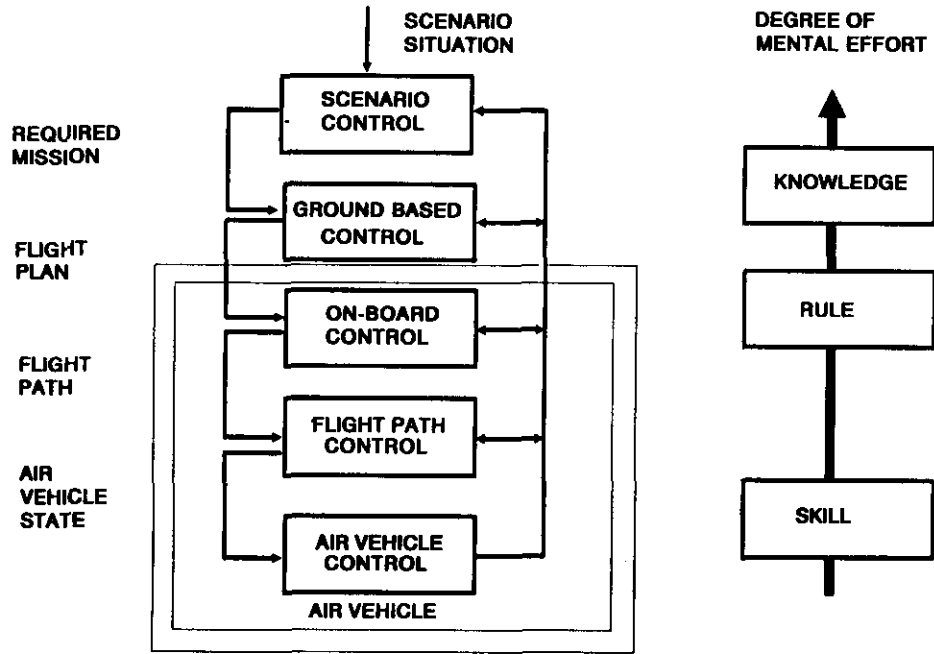 SCENARIO
SITUATION
DEGREE OF
MENTAL EFFORT
SCENARIO
CONTROL
REQUIRED
MISSION
GROUND BASED
CONTROL
KNOWLEDGE
FLIGHT
PLAN
ON-BOARD
CONTROL
RULE
FLIGHT
PATH
FLIGHT PATH
CONTROL
AIR
VEHICLE
STATE
AIR VEHICLE
CONTROL
SKILL
AIR VEHICLE